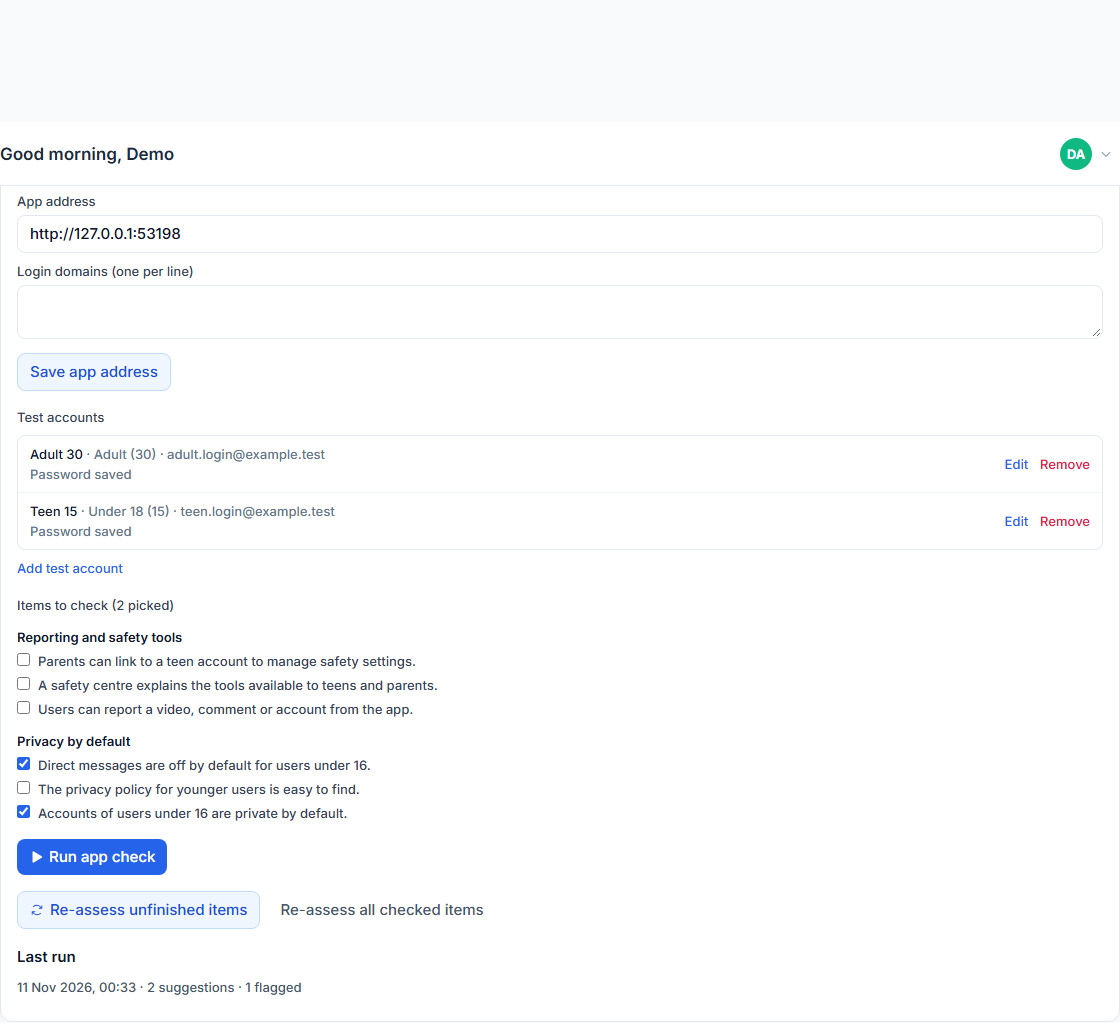 Good morning, Demo
DA
App address
http://127.0.0.1:53198
Login domains (one per line)
Save app address
Test accounts
Adult 30 · Adult (30) · adult.login@example.test
Password saved
Edit Remove
Teen 15 · Under 18 (15) · teen.login@example.test
Password saved
Edit Remove
Add test account
Items to check (2 picked)
Reporting and safety tools
Parents can link to a teen account to manage safety settings.
A safety centre explains the tools available to teens and parents.
Users can report a video, comment or account from the app.
Privacy by default
Direct messages are off by default for users under 16.
The privacy policy for younger users is easy to find.
Accounts of users under 16 are private by default.
Run app check
Re-assess unfinished items
Re-assess all checked items
Last run
11 Nov 2026, 00:33 · 2 suggestions · 1 flagged